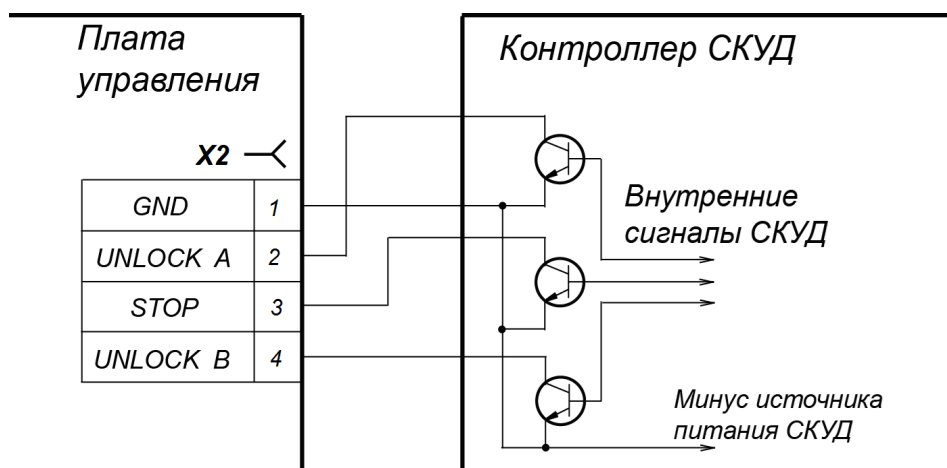 Плата
управления
Контроллер СКУД
X2
GND 1
UNLOCK A 2
STOP 3
UNLOCK B 4
Внутренние
сигналы СКУД
Минус источника
питания СКУД